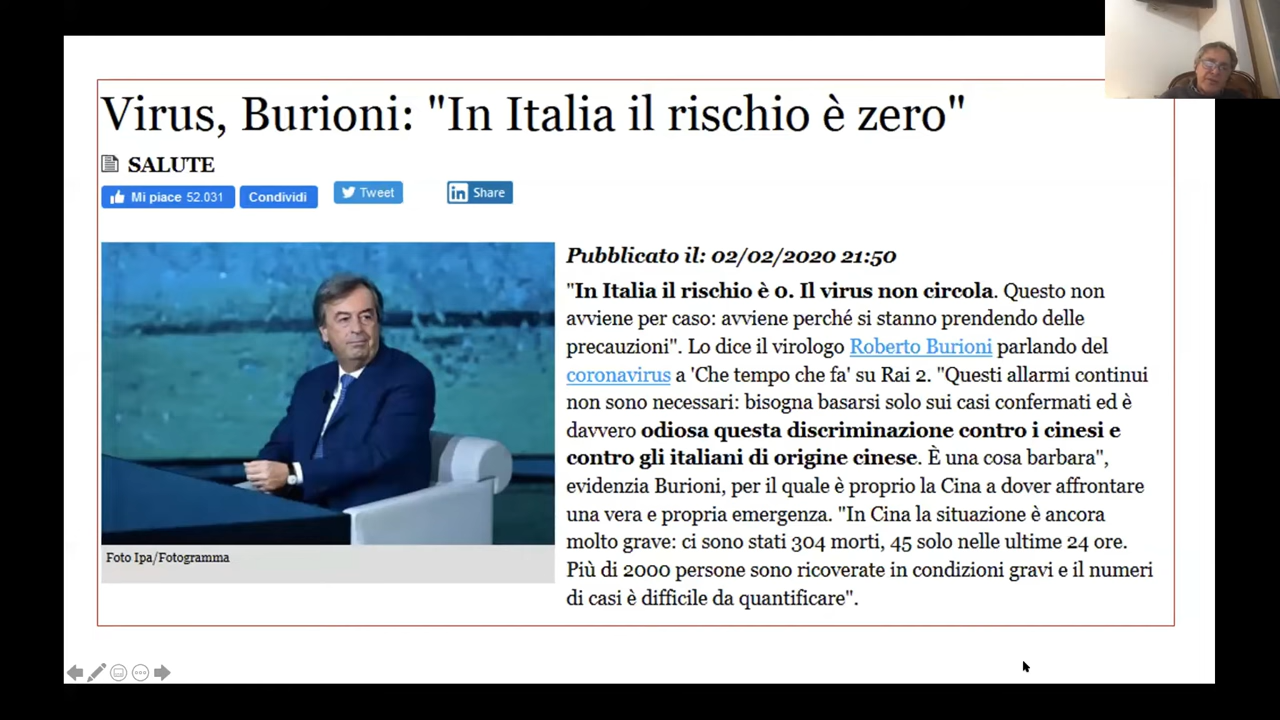 Virus, Burioni: "In Italia il rischio è zero"
SALUTE
Mi piace 52.031 Condividi Tweet Share
Pubblicato il: 02/02/2020 21:50
"In Italia il rischio è 0. Il virus non circola. Questo non
avviene per caso: avviene perché si stanno prendendo delle
precauzioni". Lo dice il virologo Roberto Burioni parlando del
coronavirus a 'Che tempo che fa' su Rai 2. "Questi allarmi continui
non sono necessari: bisogna basarsi solo sui casi confermati ed è
davvero odiosa questa discriminazione contro i cinesi e
contro gli italiani di origine cinese. È una cosa barbara",
evidenzia Burioni, per il quale è proprio la Cina a dover affrontare
una vera e propria emergenza. "In Cina la situazione è ancora
molto grave: ci sono stati 304 morti, 45 solo nelle ultime 24 ore.
Più di 2000 persone sono ricoverate in condizioni gravi e il numeri
di casi è difficile da quantificare".
Foto Ipa/Fotogramma